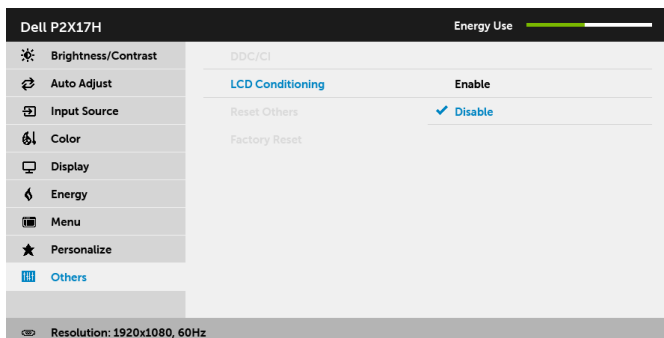 Dell P2X17H Energy Use
Brightness/Contrast DDC/CI
Auto Adjust LCD Conditioning Enable
Input Source Reset Others Disable
Color Factory Reset
Display
Energy
Menu
Personalize
Others
Resolution: 1920x1080, 60Hz